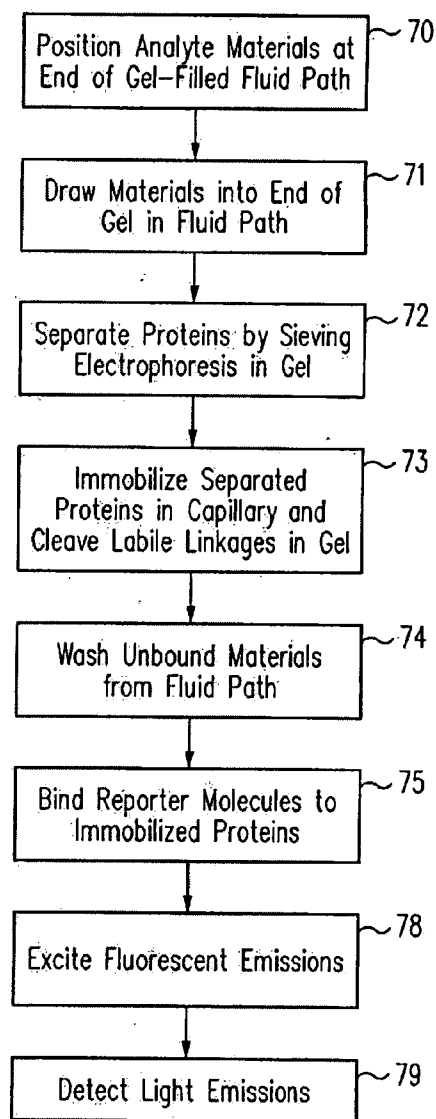 Position Analyte Materials at
End of Gel-Filled Fluid Path
70
Draw Materials into End of
Gel in Fluid Path
71
Separate Proteins by Sieving
Electrophoresis in Gel
72
Immobilize Separated
Proteins in Capillary and
Cleave Labile Linkages in Gel
73
Wash Unbound Materials
from Fluid Path
74
Bind Reporter Molecules to
Immobilized Proteins
75
Excite Fluorescent Emissions
78
Detect Light Emissions
79